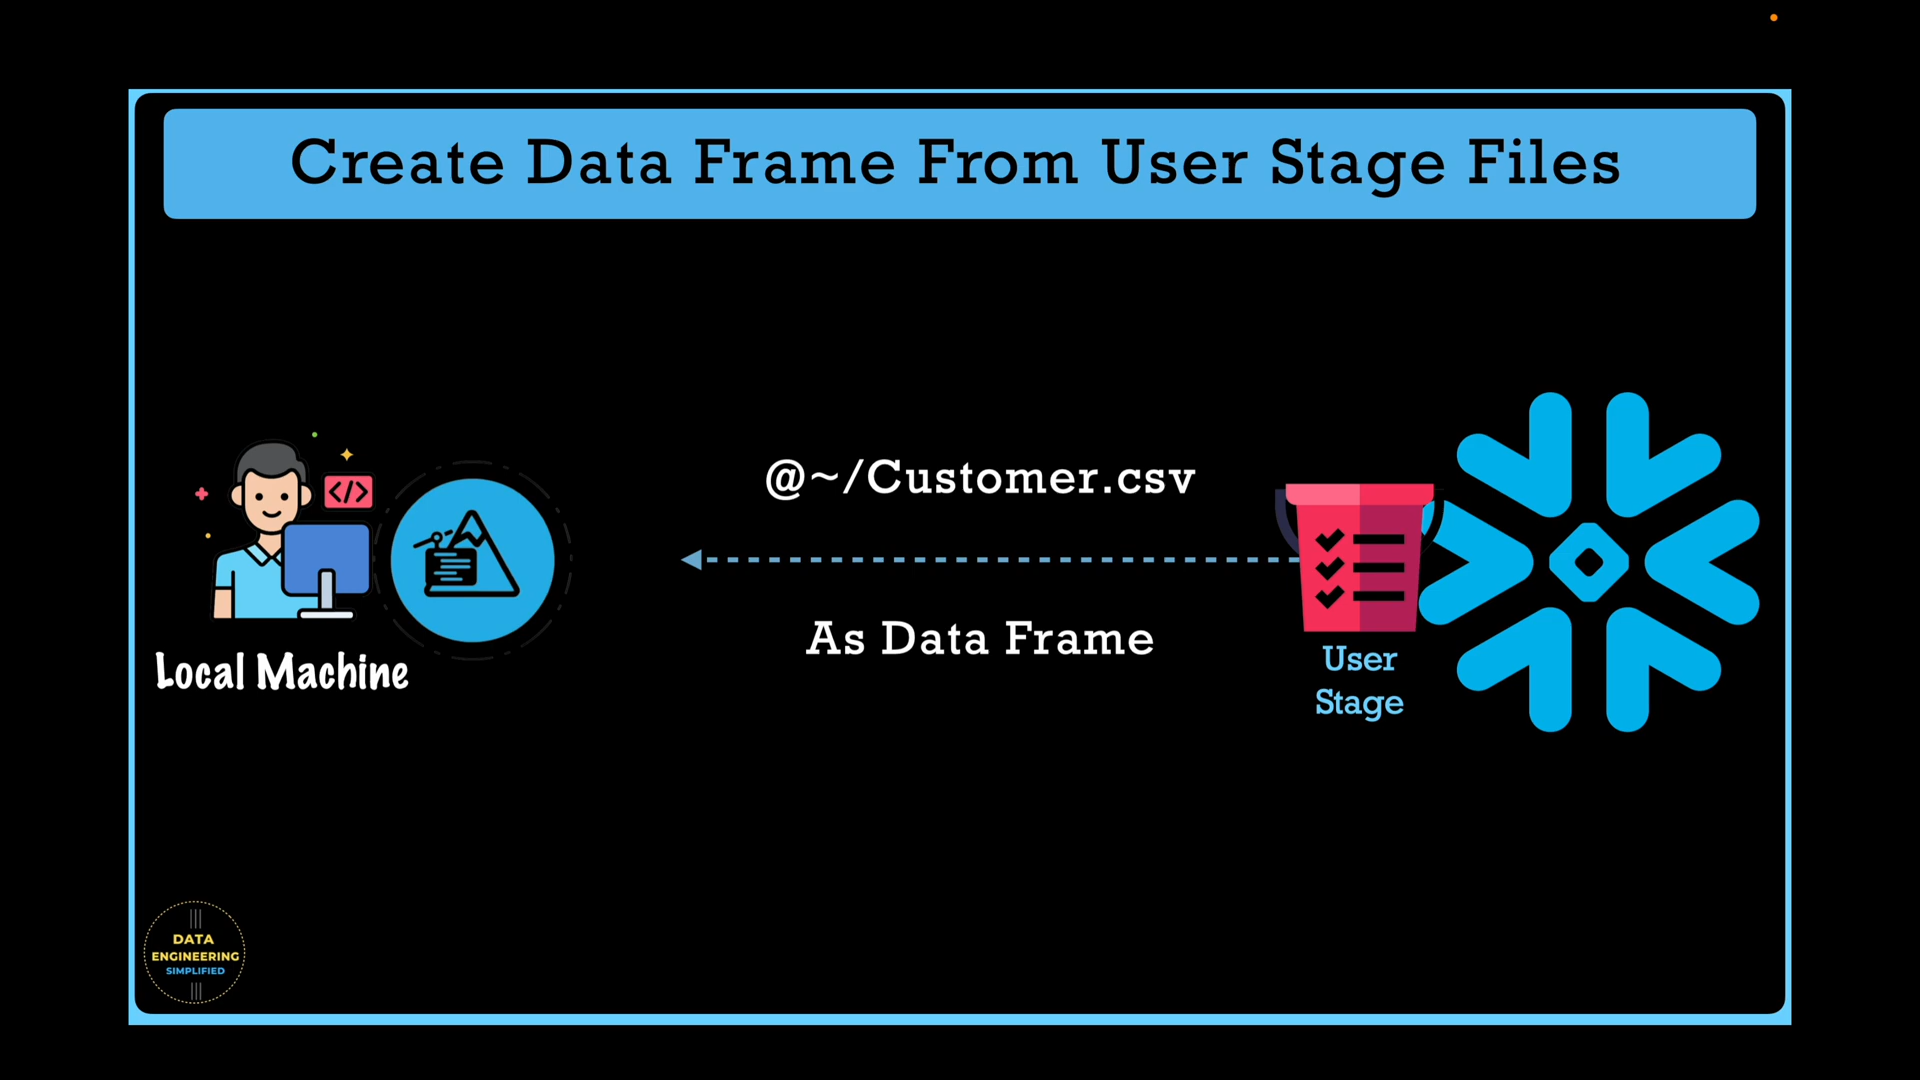 Create Data Frame From User Stage Files
</>
@~/Customer.csv
As Data Frame
Local Machine
User
Stage
DATA
ENGINEERING
SIMPLIFIED